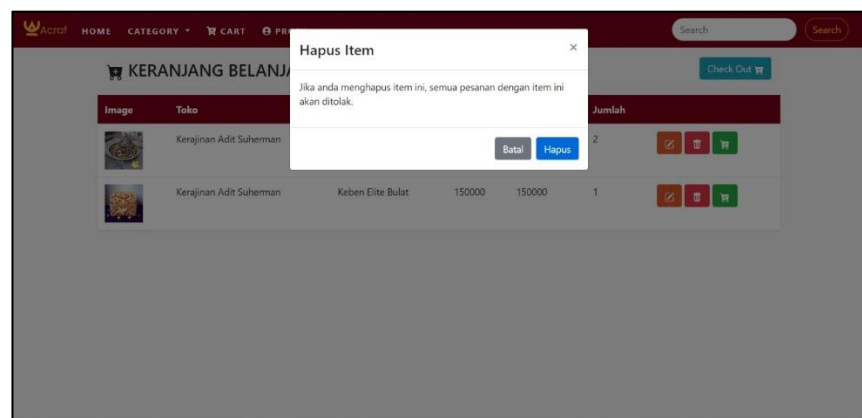 Acraf HOME CATEGORY CART PR
Search Search
Hapus Item ×
KERANJANG BELANJA
Check Out
Jika anda menghapus item ini, semua pesanan dengan item ini
akan ditolak.
Batal Hapus
Image Toko Jumlah
Kerajinan Adit Suherman 2
Kerajinan Adit Suherman Keben Elite Bulat 150000 150000 1